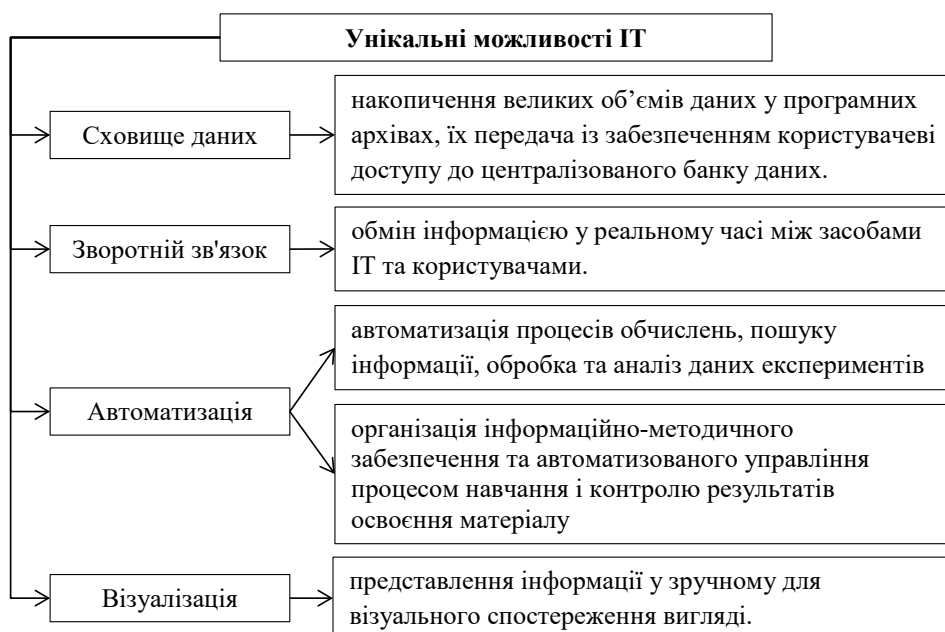 Унікальні можливості ІТ
Сховище даних
накопичення великих об’ємів даних у програмних
архівах, їх передача із забезпеченням користувачеві
доступу до централізованого банку даних.
Зворотній зв'язок
обмін інформацією у реальному часі між засобами
ІТ та користувачами.
Автоматизація
автоматизація процесів обчислень, пошуку
інформації, обробка та аналіз даних експериментів
організація інформаційно-методичного
забезпечення та автоматизованого управління
процесом навчання і контролю результатів
освоєння матеріалу
Візуалізація
представлення інформації у зручному для
візуального спостереження вигляді.